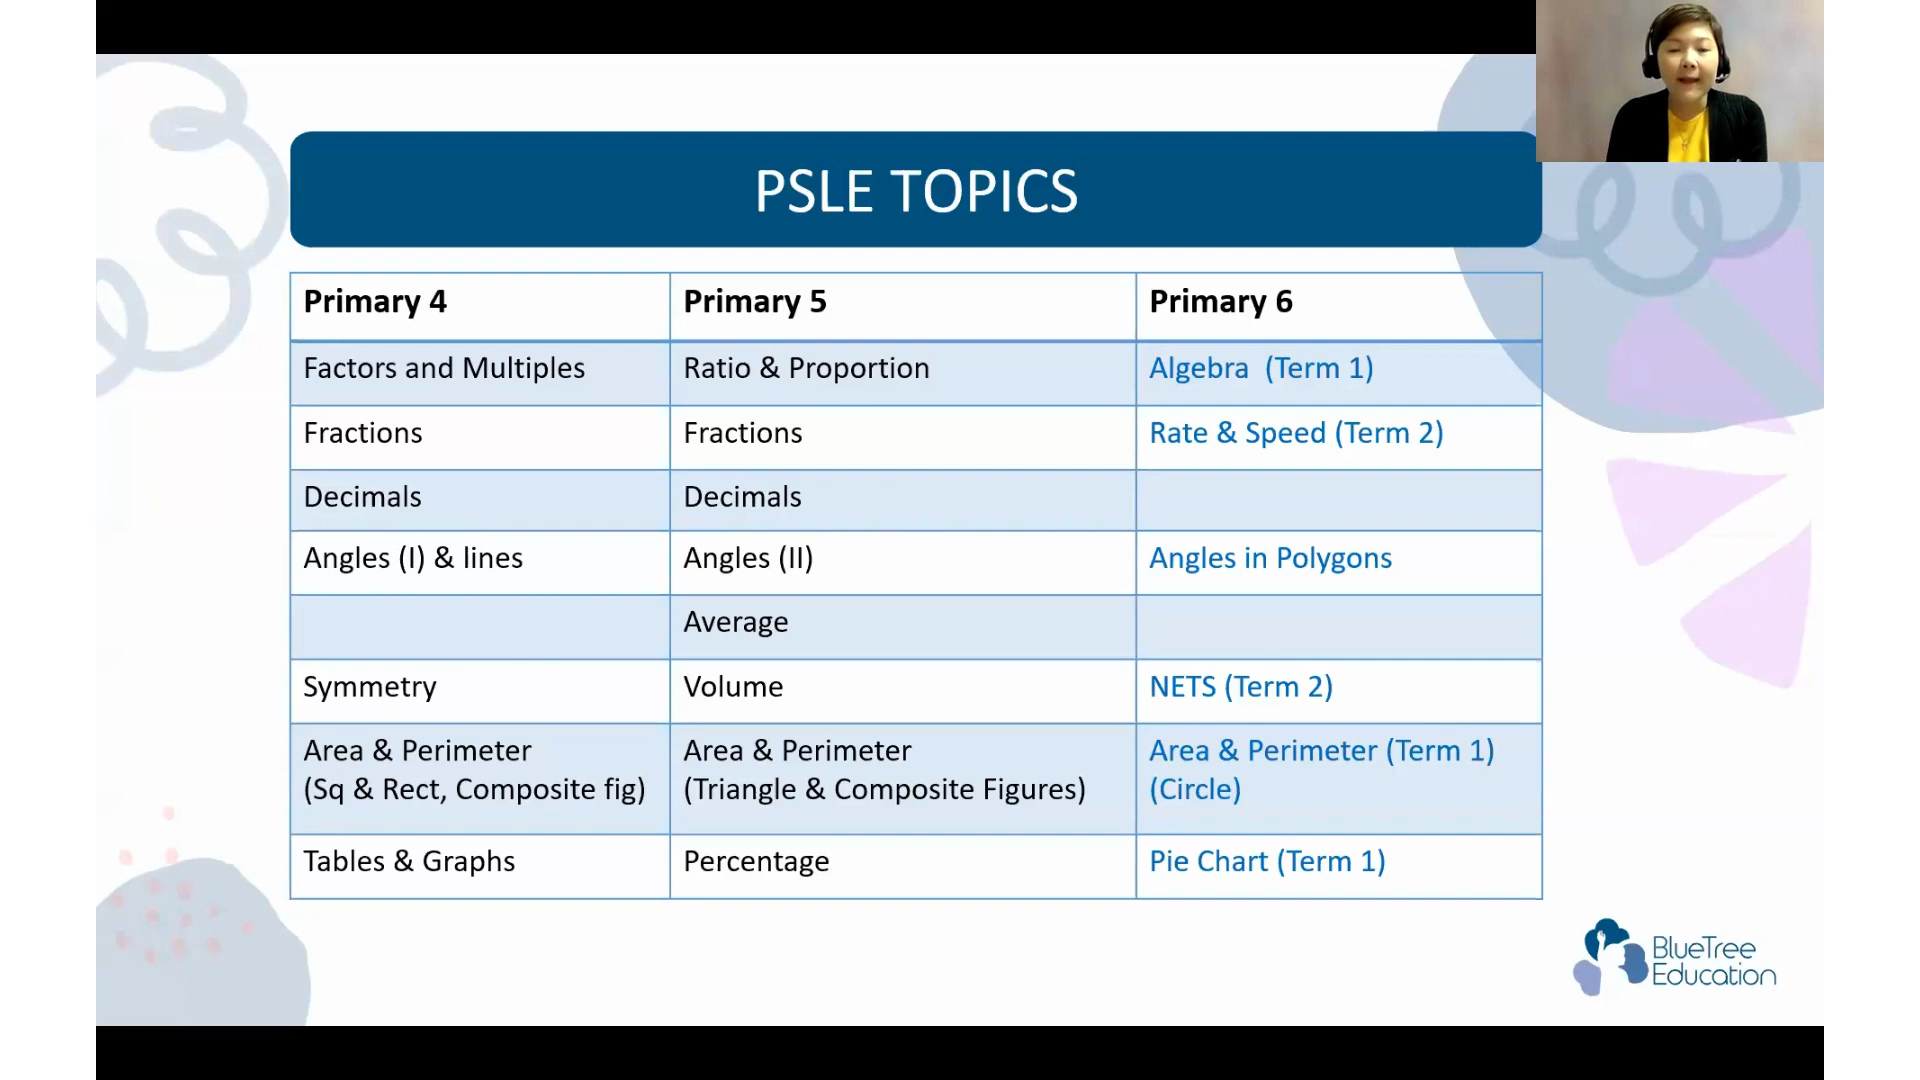 PSLE TOPICS
Primary 4
Primary 5
Primary 6
Factors and Multiples
Ratio & Proportion
Algebra (Term 1)
Fractions
Fractions
Rate & Speed (Term 2)
Decimals
Decimals
Angles (I) & lines
Angles (II)
Angles in Polygons
Average
Symmetry
Volume
NETS (Term 2)
Area & Perimeter
(Sq & Rect, Composite fig)
Area & Perimeter
(Triangle & Composite Figures)
Area & Perimeter (Term 1)
(Circle)
Tables & Graphs
Percentage
Pie Chart (Term 1)
BlueTree
Education